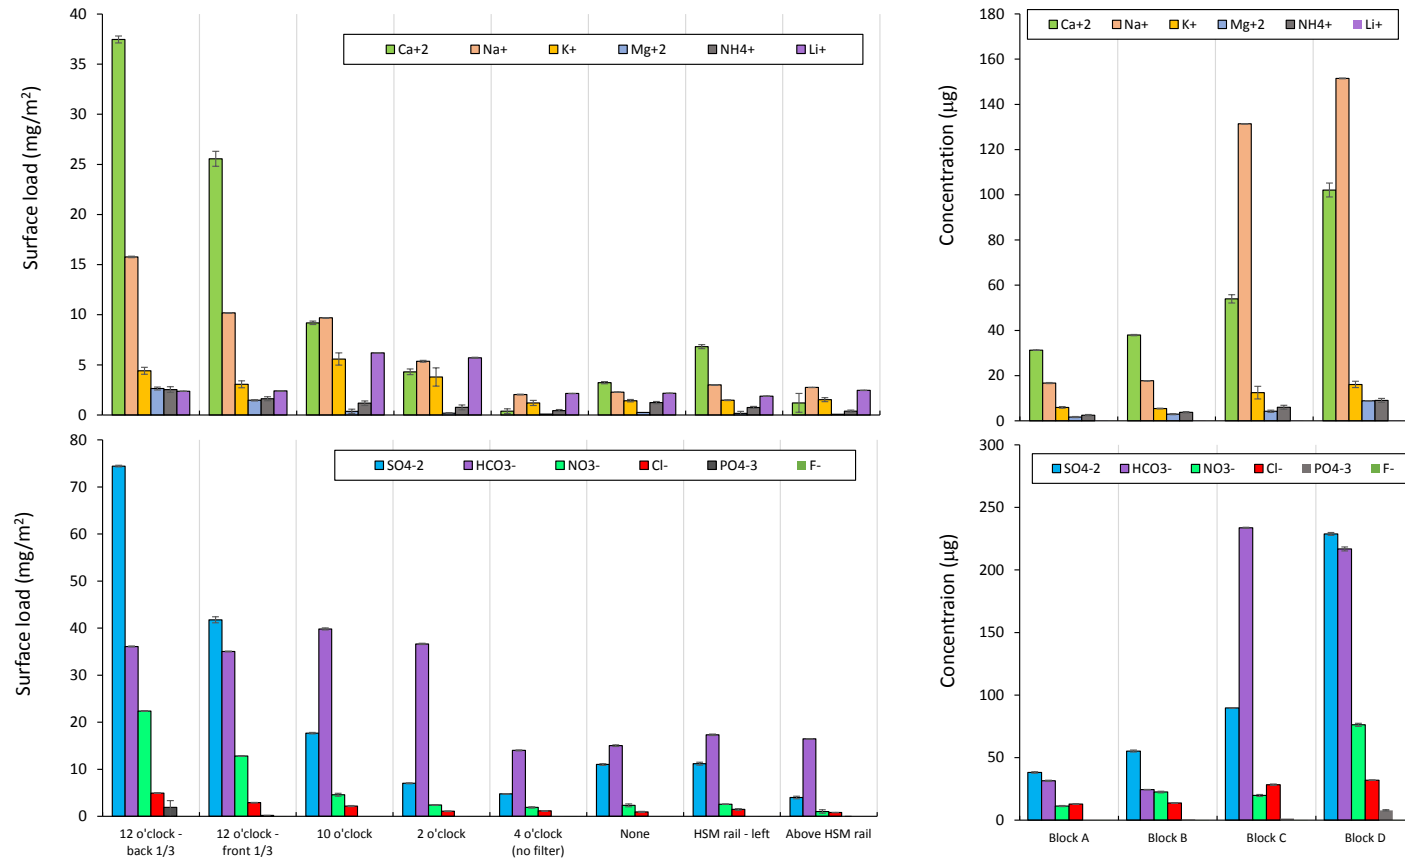 Surface load (mg/m²)
40
35
30
25
20
15
10
5
0
Ca+2 Na+ K+ Mg+2 NH4+ Li+
Concentration (µg)
180
160
140
120
100
80
60
40
20
0
Ca+2 Na+ K+ Mg+2 NH4+ Li+
Surface load (mg/m²)
80
70
60
50
40
30
20
10
0
SO4-2 HCO3- NO3- Cl- PO4-3 F-
12 o'clock - back 1/3
12 o'clock - front 1/3
10 o'clock
2 o'clock
4 o'clock (no filter)
None
HSM rail - left
Above HSM rail
Concentraion (µg)
300
250
200
150
100
50
0
SO4-2 HCO3- NO3- Cl- PO4-3 F-
Block A Block B Block C Block D